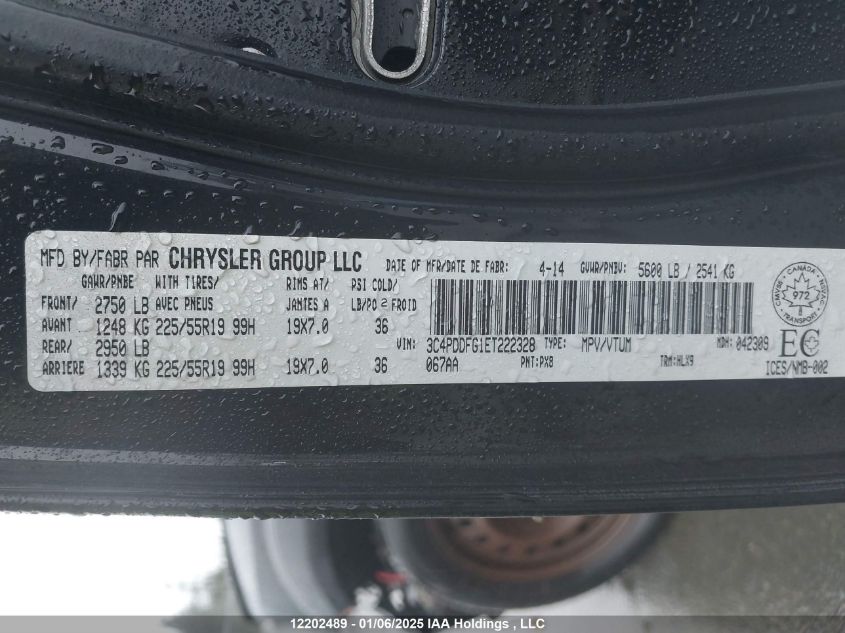 MFD BY/FABR PAR CHRYSLER GROUP LLC DATE OF MFR/DATE DE FABR: 4-14 GVWR/PNBV: 5600 LB / 2541 KG
GAWR/PNBE WITH TIRES/ RIMS AT/ PSI COLD/
FRONT/ 2750 LB AVEC PNEUS JANTES A LB/PO2 FROID
AVANT 1248 KG 225/55R19 99H 19X7.0 36
REAR/ 2950 LB
ARRIERE 1339 KG 225/55R19 99H 19X7.0 36
VIN: 3C4PDDFG1ET222328 TYPE: MPV/VTUM MDH: 042309
067AA PNT:PX8 TRM:HLX9
CANADA
CMVSS NSVAC
972
TRANSPORT
EC
ICES/NMB-002
12202489 - 01/06/2025 IAA Holdings, LLC.